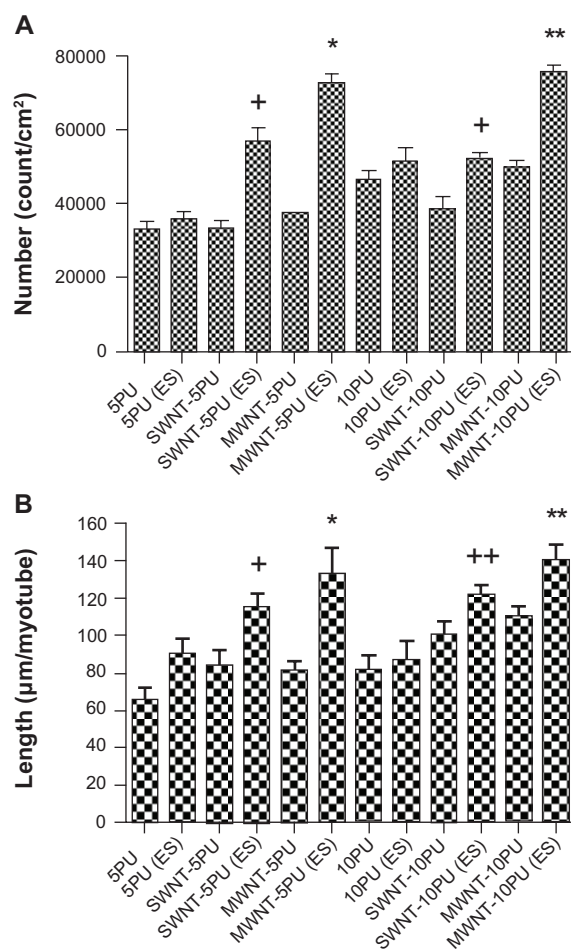 A
Number (count/cm²)
80000
60000
40000
20000
0
*
**
+
+
5PU
5PU (ES)
SWNT-5PU
SWNT-5PU (ES)
MWNT-5PU
MWNT-5PU (ES)
10PU
10PU (ES)
SWNT-10PU
SWNT-10PU (ES)
MWNT-10PU
MWNT-10PU (ES)
B
Length (µm/myotube)
160
140
120
100
80
60
40
20
0
*
**
+
++
5PU
5PU (ES)
SWNT-5PU
SWNT-5PU (ES)
MWNT-5PU
MWNT-5PU (ES)
10PU
10PU (ES)
SWNT-10PU
SWNT-10PU (ES)
MWNT-10PU
MWNT-10PU (ES)